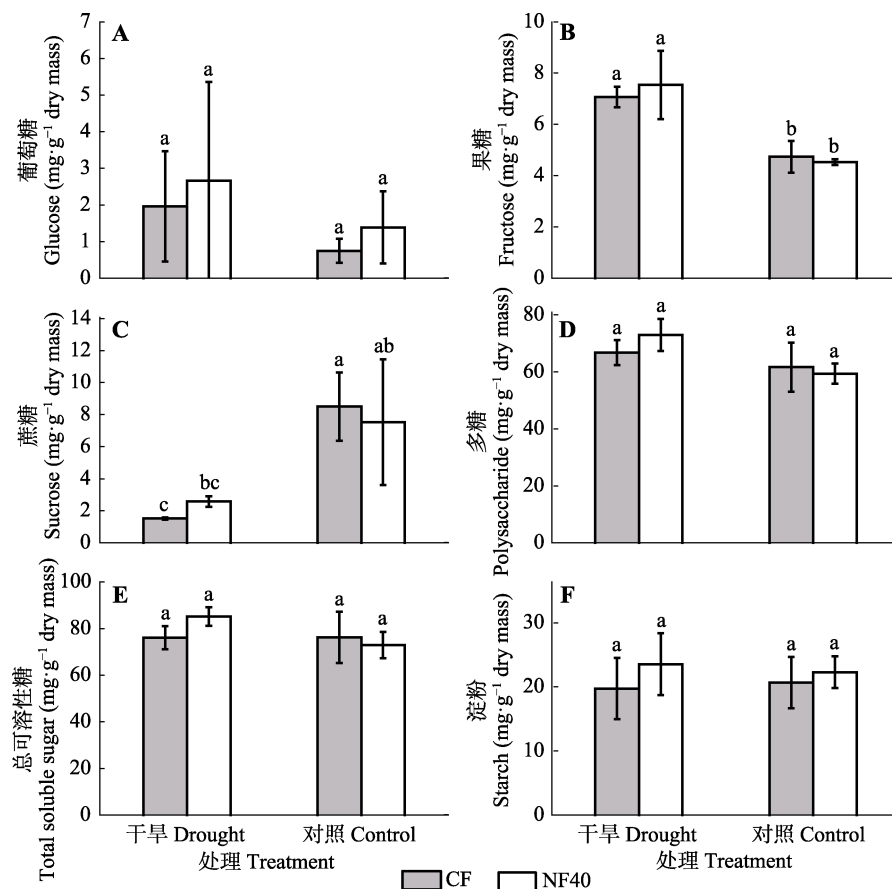 A
葡萄糖
Glucose (mg·g⁻¹ dry mass)
7
6
5
4
3
2
1
0
a
a
a
a
B
果糖
Fructose (mg·g⁻¹ dry mass)
10
8
6
4
2
0
a
a
b
b
C
蔗糖
Sucrose (mg·g⁻¹ dry mass)
14
12
10
8
6
4
2
0
c
bc
a
ab
D
多糖
Polysaccharide (mg·g⁻¹ dry mass)
80
60
40
20
0
a
a
a
a
E
总可溶性糖
Total soluble sugar (mg·g⁻¹ dry mass)
100
80
60
40
20
0
a
a
a
a
干旱 Drought
对照 Control
处理 Treatment
F
淀粉
Starch (mg·g⁻¹ dry mass)
30
20
10
0
a
a
a
a
干旱 Drought
对照 Control
处理 Treatment
CF
NF40